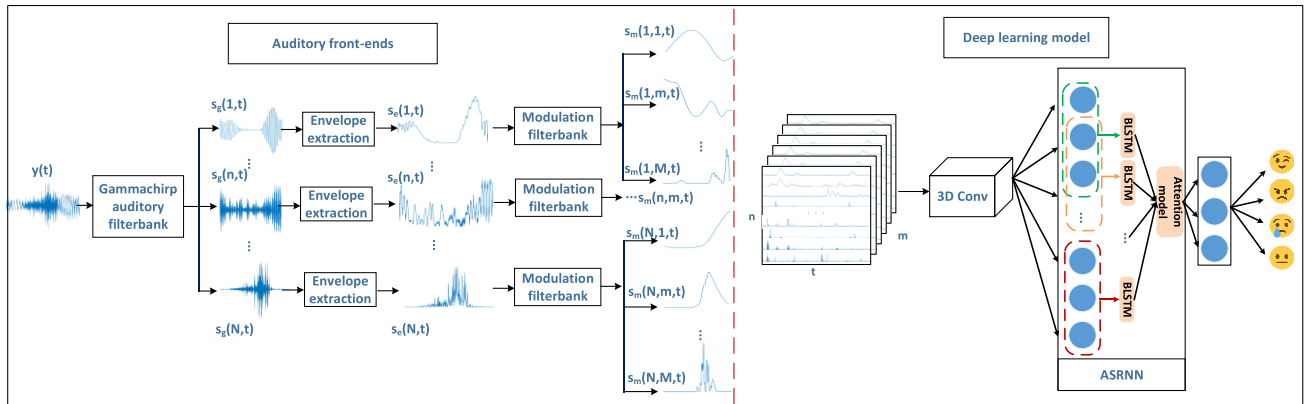 Auditory front-ends
y(t)
Gammachirp
auditory
filterbank
s_g(1,t)
⋮
s_g(n,t)
⋮
s_g(N,t)
Envelope
extraction
Envelope
extraction
Envelope
extraction
s_e(1,t)
⋮
s_e(n,t)
⋮
s_e(N,t)
Modulation
filterbank
Modulation
filterbank
Modulation
filterbank
s_m(1,1,t)
s_m(1,m,t)
⋮
s_m(1,M,t)
···s_m(n,m,t)
s_m(N,1,t)
s_m(N,m,t)
⋮
s_m(N,M,t)
Deep learning model
n
t
m
3D Conv
⋮
BLSTM
BLSTM
⋮
BLSTM
Attention
model
ASRNN